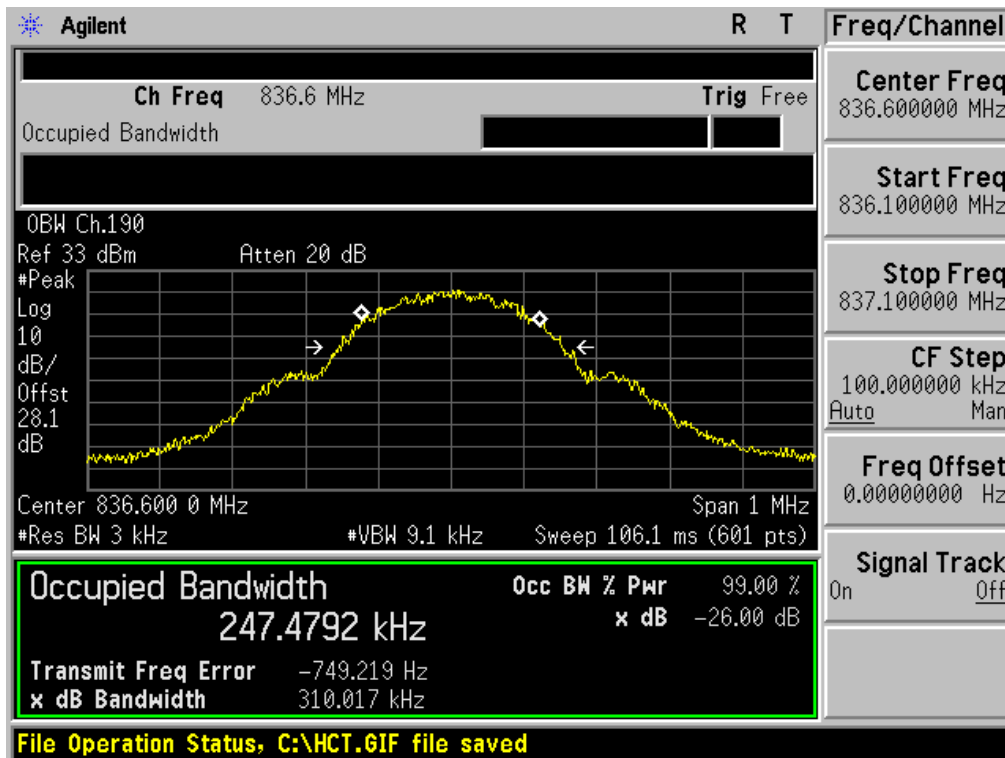 Agilent R T
Ch Freq 836.6 MHz Trig Free
Occupied Bandwidth
OBW Ch.190
Ref 33 dBm Atten 20 dB
#Peak
Log
10
dB/
Offst
28.1
dB
Center 836.600 0 MHz Span 1 MHz
#Res BW 3 kHz #VBW 9.1 kHz Sweep 106.1 ms (601 pts)
Occupied Bandwidth Occ BW % Pwr 99.00 %
247.4792 kHz x dB -26.00 dB
Transmit Freq Error -749.219 Hz
x dB Bandwidth 310.017 kHz
File Operation Status, C:\HCT.GIF file saved
Freq/Channel
Center Freq
836.600000 MHz
Start Freq
836.100000 MHz
Stop Freq
837.100000 MHz
CF Step
100.000000 kHz
Auto Man
Freq Offset
0.00000000 Hz
Signal Track
On Off